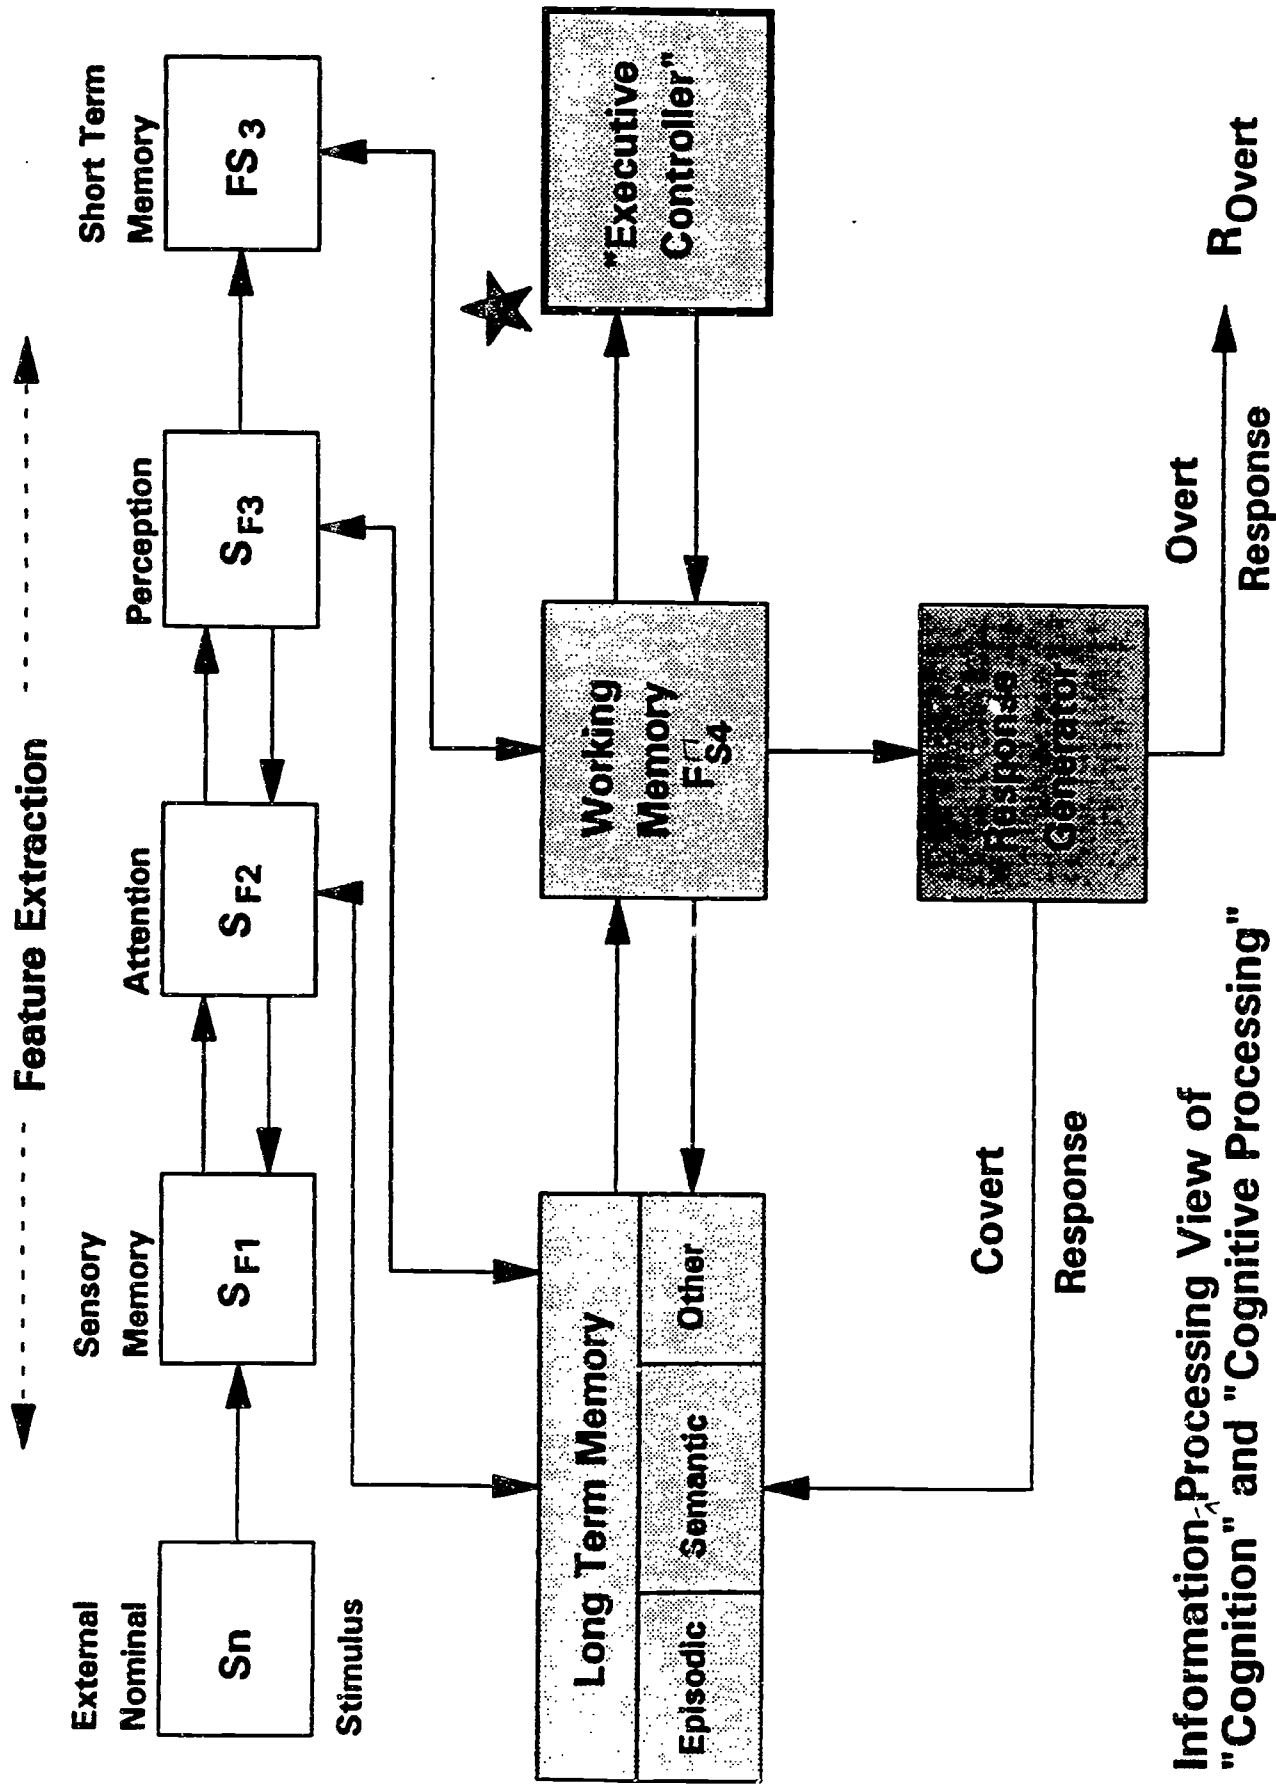 Feature Extraction
External
Nominal
Sn
Stimulus
Sensory
Memory
SF1
Attention
SF2
Perception
SF3
Short Term
Memory
FS3
Long Term Memory
Episodic
Semantic
Other
Working
Memory
FS4
"Executive
Controller"
Response
Generator
Covert
Response
Overt
Response
ROvert
Information-Processing View of
"Cognition" and "Cognitive Processing"